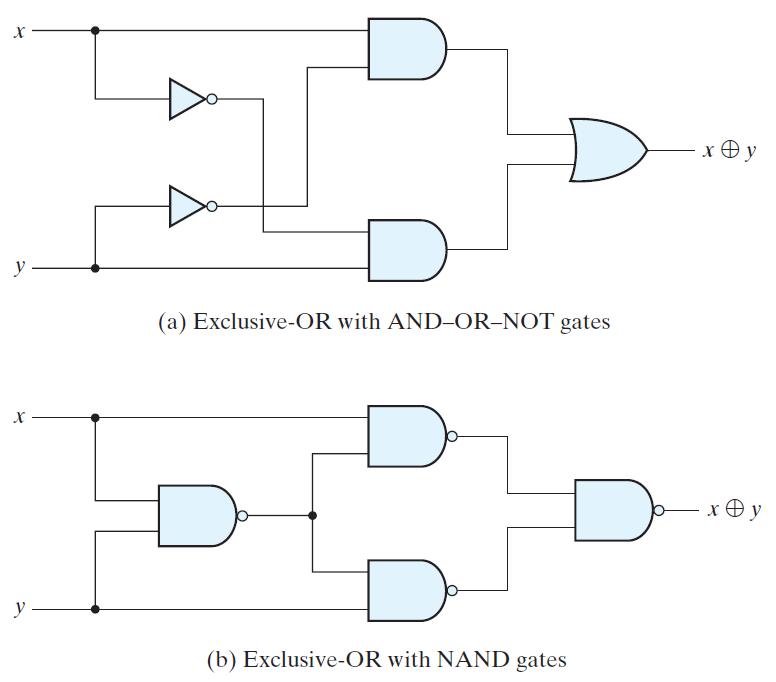 x
x ⊕ y
y
(a) Exclusive-OR with AND–OR–NOT gates
x
x ⊕ y
y
(b) Exclusive-OR with NAND gates